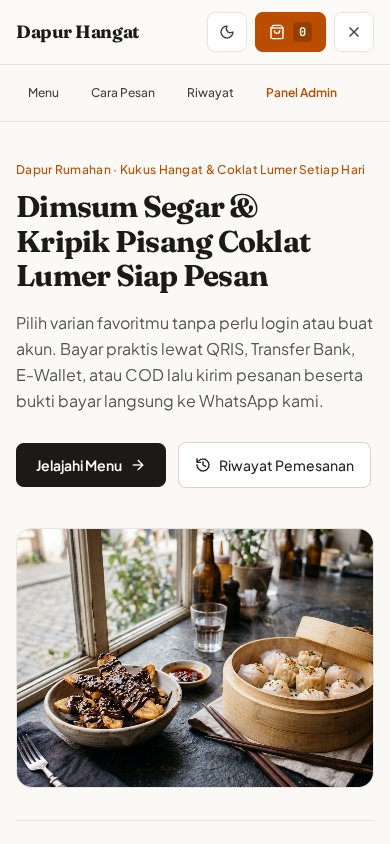 Dapur Hangat
0
Menu
Cara Pesan
Riwayat
Panel Admin
Dapur Rumahan · Kukus Hangat & Coklat Lumer Setiap Hari
Dimsum Segar &
Kripik Pisang Coklat
Lumer Siap Pesan
Pilih varian favoritmu tanpa perlu login atau buat
akun. Bayar praktis lewat QRIS, Transfer Bank,
E-Wallet, atau COD lalu kirim pesanan beserta
bukti bayar langsung ke WhatsApp kami.
Jelajahi Menu
Riwayat Pemesanan